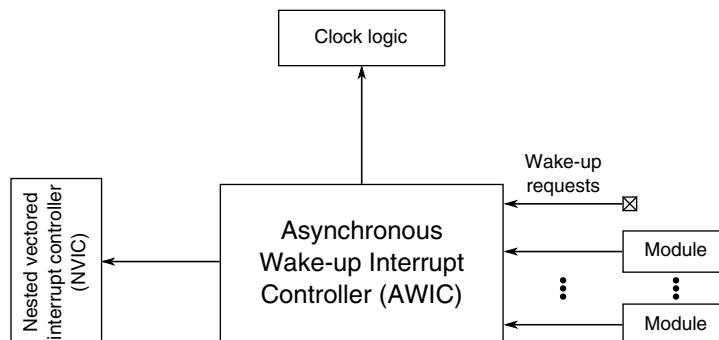 Clock logic
Wake-up
requests
Nested vectored
interrupt controller
(NVIC)
Asynchronous
Wake-up Interrupt
Controller (AWIC)
Module
Module